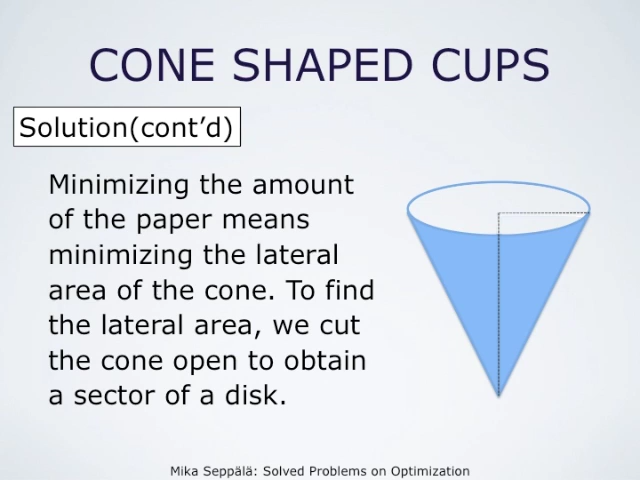 CONE SHAPED CUPS
Solution(cont’d)
Minimizing the amount
of the paper means
minimizing the lateral
area of the cone. To find
the lateral area, we cut
the cone open to obtain
a sector of a disk.
Mika Seppälä: Solved Problems on Optimization